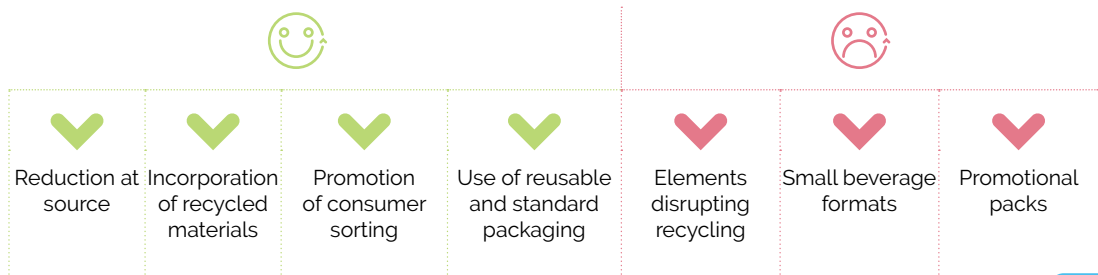 Reduction at
source
Incorporation
of recycled
materials
Promotion
of consumer
sorting
Use of reusable
and standard
packaging
Elements
disrupting
recycling
Small beverage
formats
Promotional
packs